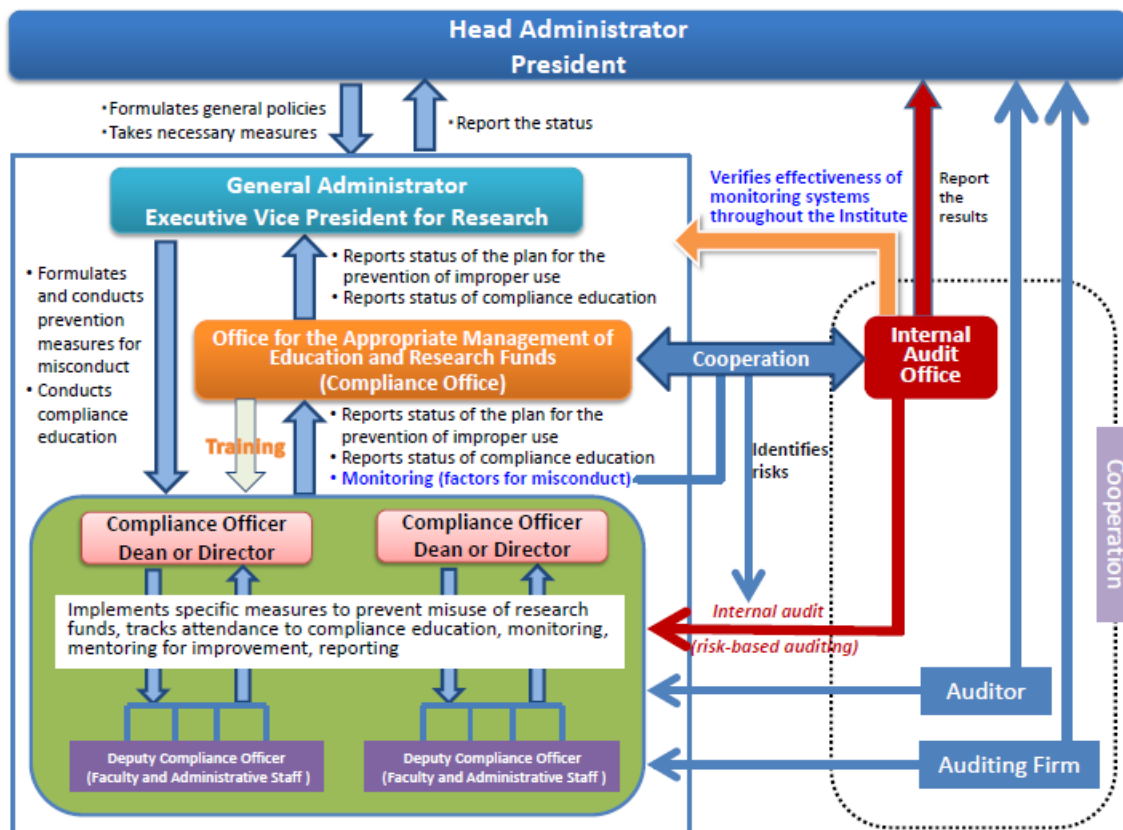 Head Administrator
President
・Formulates general policies
・Takes necessary measures
・Report the status
General Administrator
Executive Vice President for Research
Verifies effectiveness of
monitoring systems
throughout the Institute
Report
the
results
• Formulates
and conducts
prevention
measures for
misconduct
• Conducts
compliance
education
• Reports status of the plan for the
prevention of improper use
• Reports status of compliance education
Office for the Appropriate Management of
Education and Research Funds
(Compliance Office)
Cooperation
Internal
Audit
Office
Training
• Reports status of the plan for the
prevention of improper use
• Reports status of compliance education
• Monitoring (factors for misconduct)
Identifies
risks
Cooperation
Compliance Officer
Dean or Director
Compliance Officer
Dean or Director
Implements specific measures to prevent misuse of research
funds, tracks attendance to compliance education, monitoring,
mentoring for improvement, reporting
Internal audit
(risk-based auditing)
Auditor
Deputy Compliance Officer
(Faculty and Administrative Staff )
Deputy Compliance Officer
(Faculty and Administrative Staff )
Auditing Firm